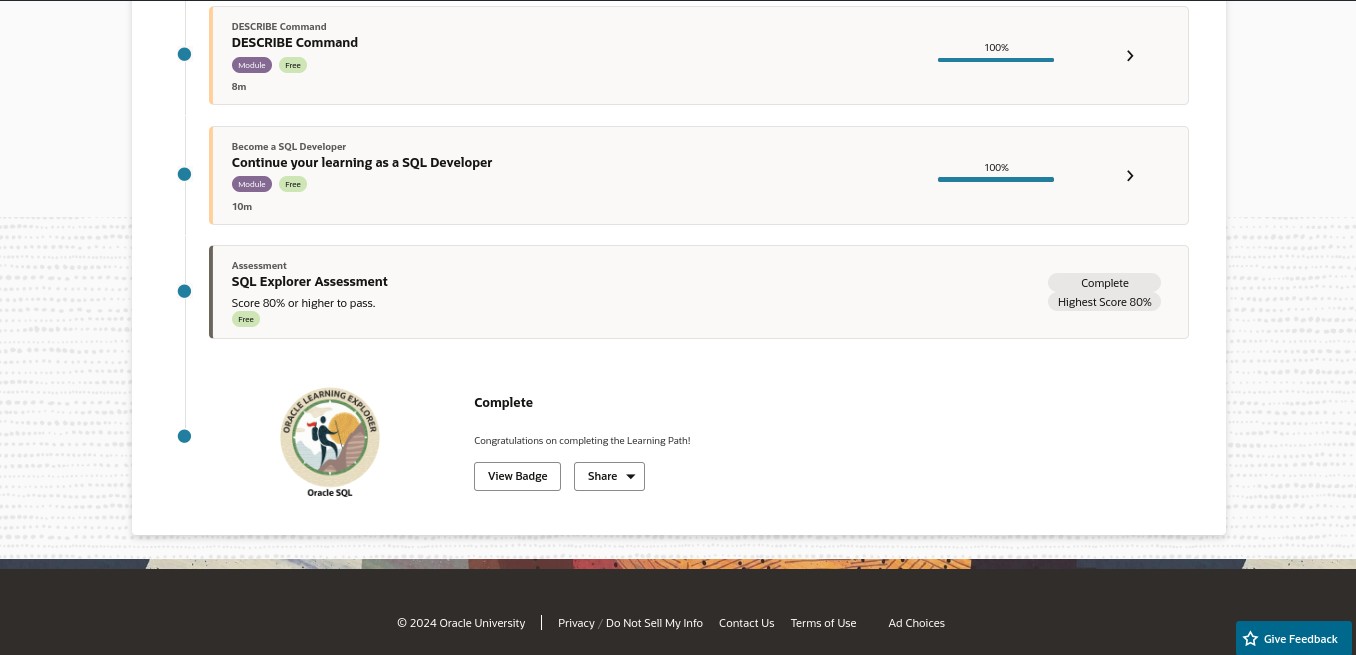 DESCRIBE Command
DESCRIBE Command
Module Free
8m
100%
Become a SQL Developer
Continue your learning as a SQL Developer
Module Free
10m
100%
Assessment
SQL Explorer Assessment
Score 80% or higher to pass.
Free
Complete
Highest Score 80%
ORACLE LEARNING EXPLORER
Oracle SQL
Complete
Congratulations on completing the Learning Path!
View Badge Share
© 2024 Oracle University Privacy / Do Not Sell My Info Contact Us Terms of Use Ad Choices
Give Feedback